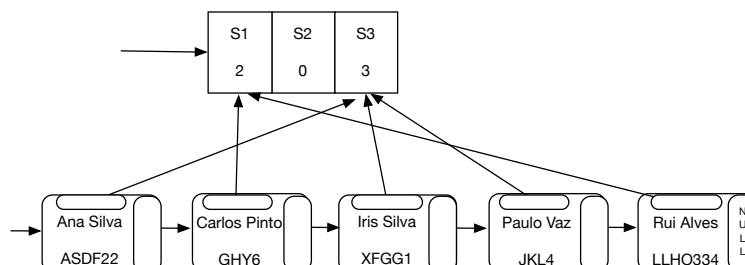 S1 S2 S3
2 0 3
Ana Silva Carlos Pinto Iris Silva Paulo Vaz Rui Alves
ASDF22 GHY6 XFGG1 JKL4 LLHO334
N
U
L
L